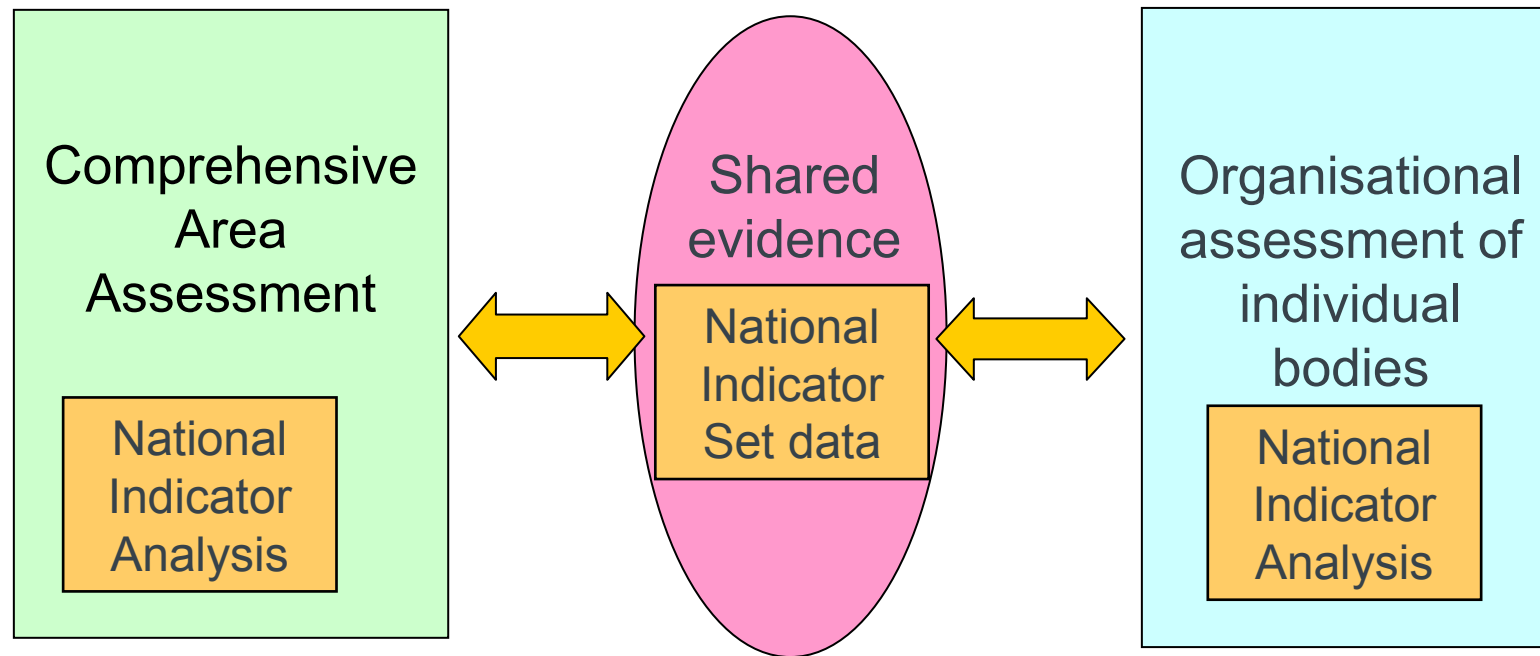 Comprehensive
Area
Assessment
National
Indicator
Analysis
Shared
evidence
National
Indicator
Set data
Organisational
assessment of
individual
bodies
National
Indicator
Analysis